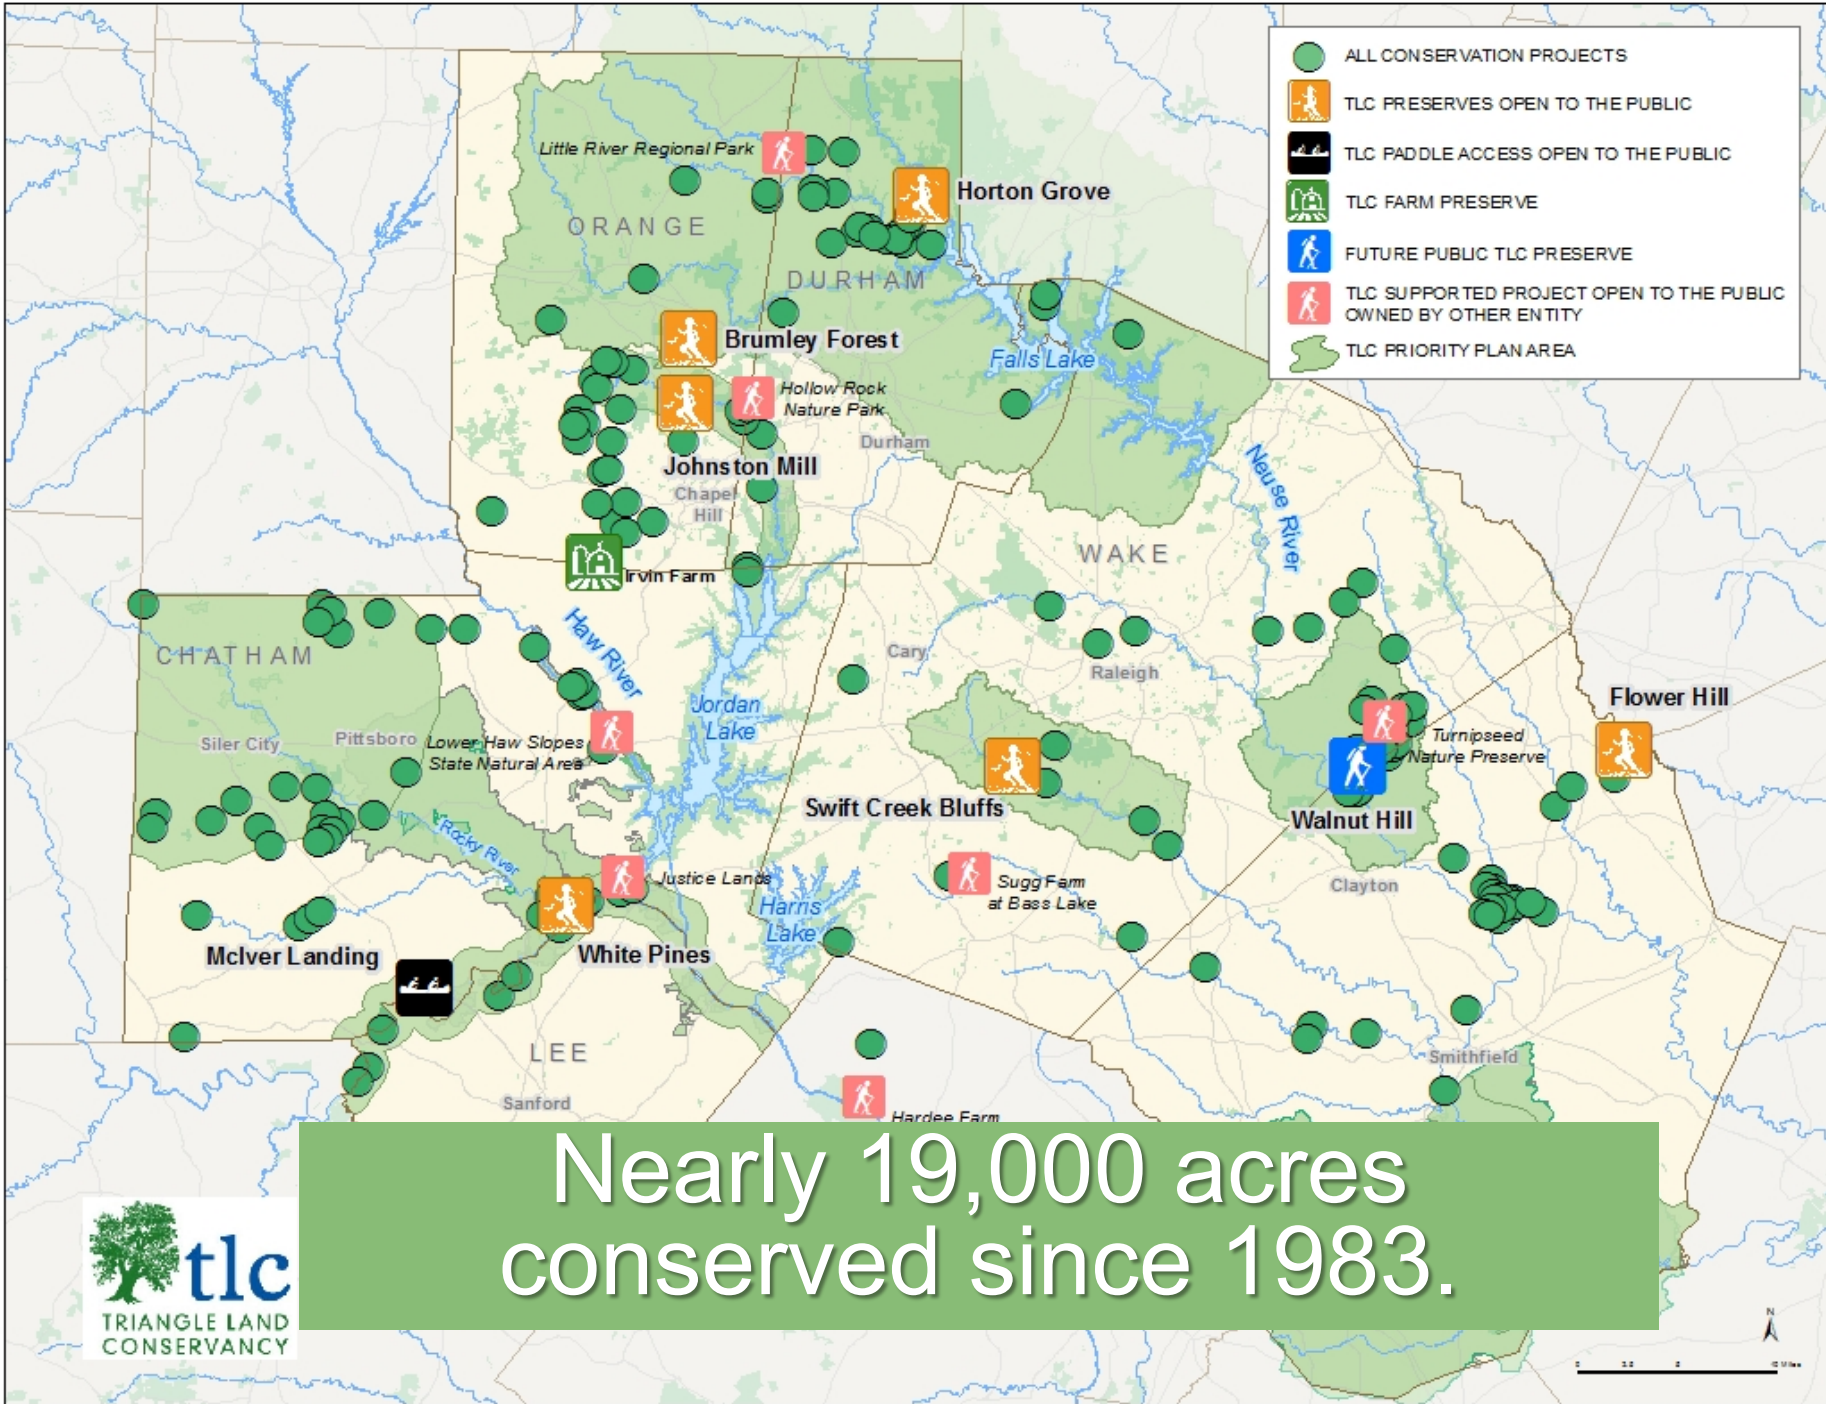 ALL CONSERVATION PROJECTS
TLC PRESERVES OPEN TO THE PUBLIC
TLC PADDLE ACCESS OPEN TO THE PUBLIC
TLC FARM PRESERVE
FUTURE PUBLIC TLC PRESERVE
TLC SUPPORTED PROJECT OPEN TO THE PUBLIC
OWNED BY OTHER ENTITY
TLC PRIORITY PLAN AREA
Little River Regional Park
Horton Grove
ORANGE
DURHAM
Brumley Forest
Falls Lake
Hollow Rock
Nature Park
Durham
Johnston Mill
Chapel
Hill
Neuse River
WAKE
Irvin Farm
Haw River
CHATHAM
Cary
Raleigh
Flower Hill
Jordan
Lake
Siler City
Pittsboro
Lower Haw Slopes
State Natural Area
Turnipseed
Nature Preserve
Swift Creek Bluffs
Walnut Hill
Rocky River
Justice Lands
Sugg Farm
at Bass Lake
Clayton
Harris
Lake
McIver Landing
White Pines
LEE
Smithfield
Sanford
Hardee Farm
Nearly 19,000 acres
conserved since 1983.
tlc
TRIANGLE LAND
CONSERVANCY
N